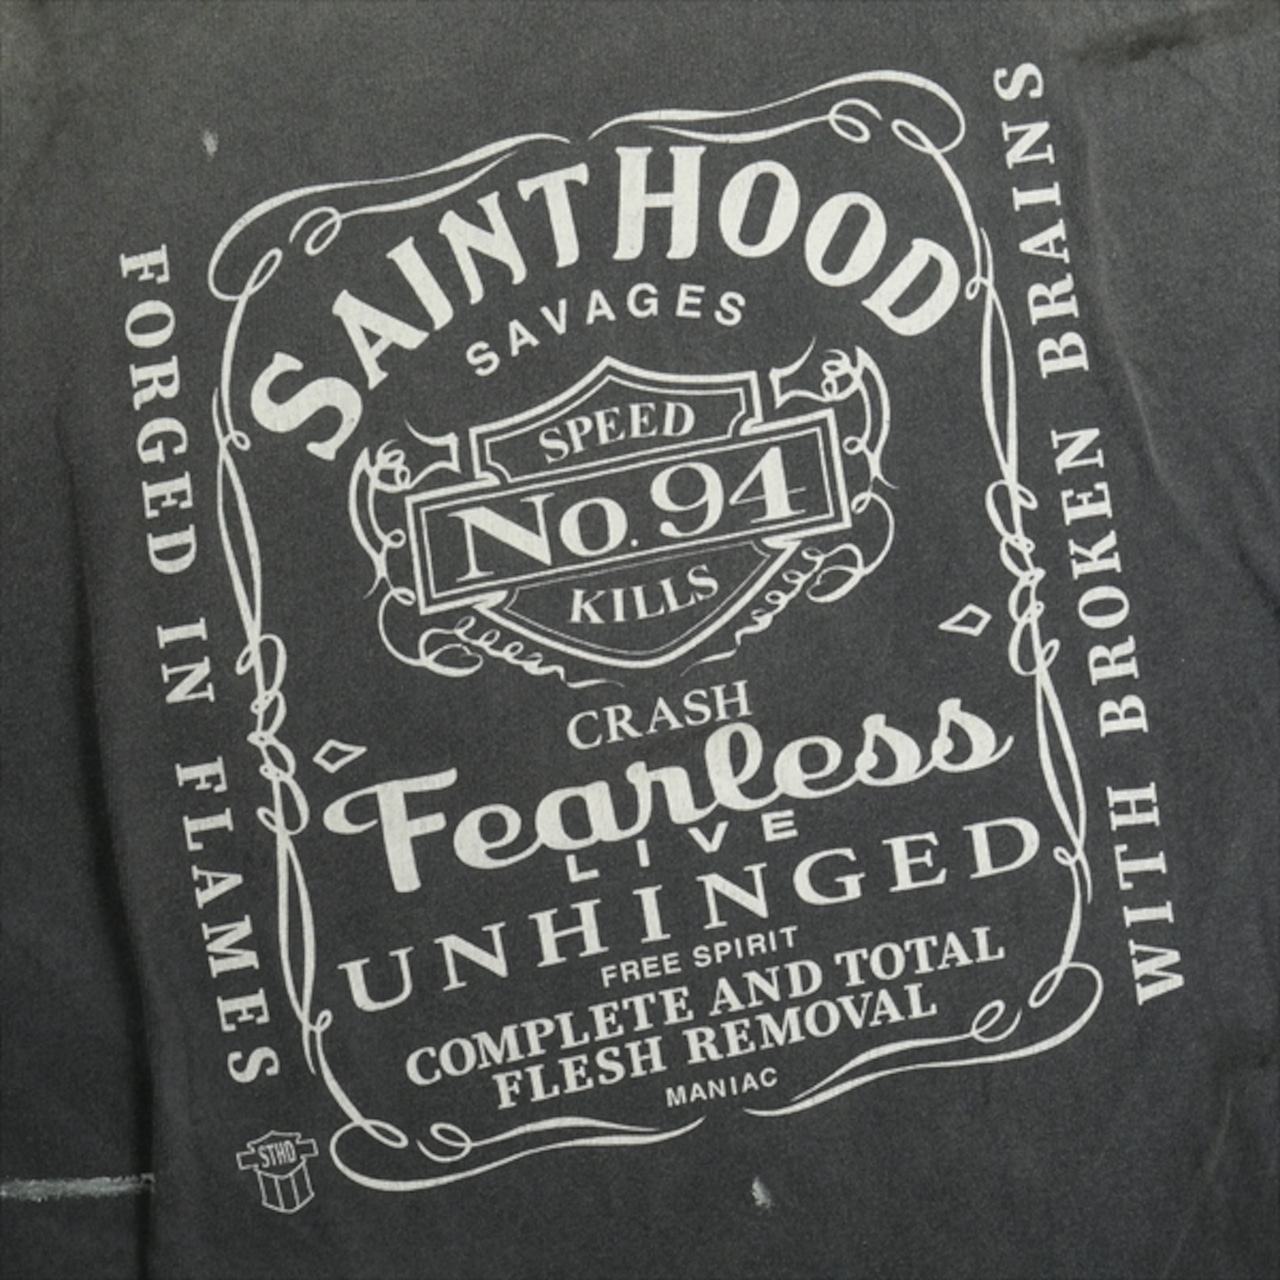 SAINTHOOD
SAVAGES
SPEED
No. 94
KILLS
CRASH
Fearless
LIVE
UNHINGED
FREE SPIRIT
COMPLETE AND TOTAL
FLESH REMOVAL
MANIAC
FORGED IN FLAMES
WITH BROKEN BRAINS
STHD